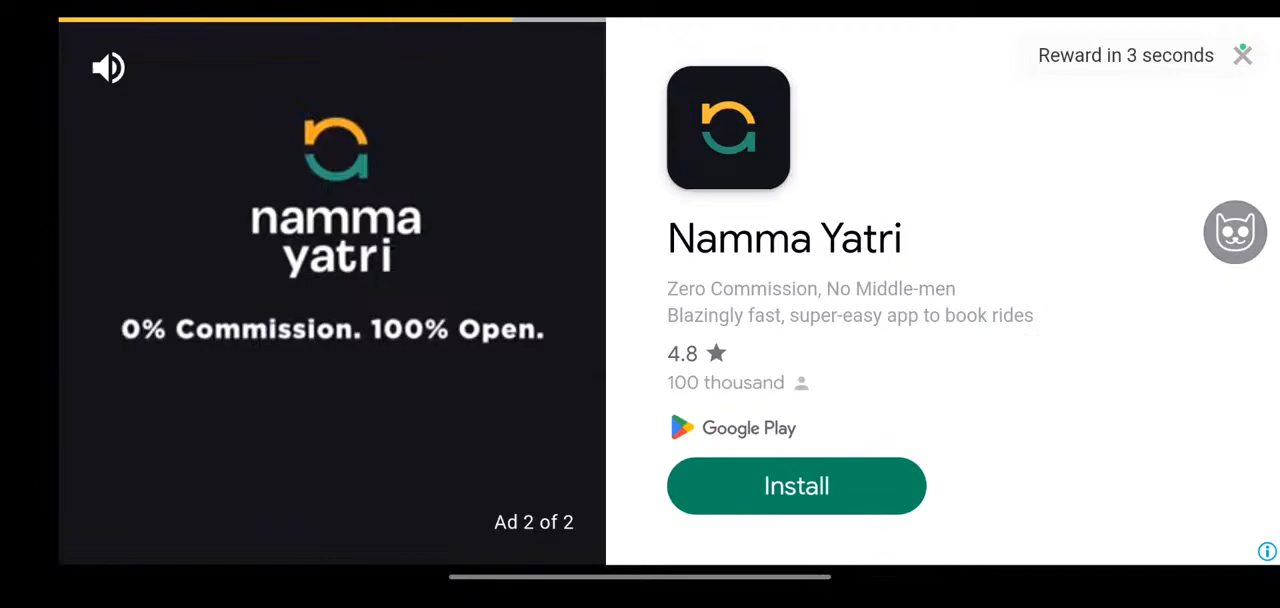 Reward in 3 seconds
namma
yatri
0% Commission. 100% Open.
Ad 2 of 2
Namma Yatri
Zero Commission, No Middle-men
Blazingly fast, super-easy app to book rides
4.8
100 thousand
Google Play
Install